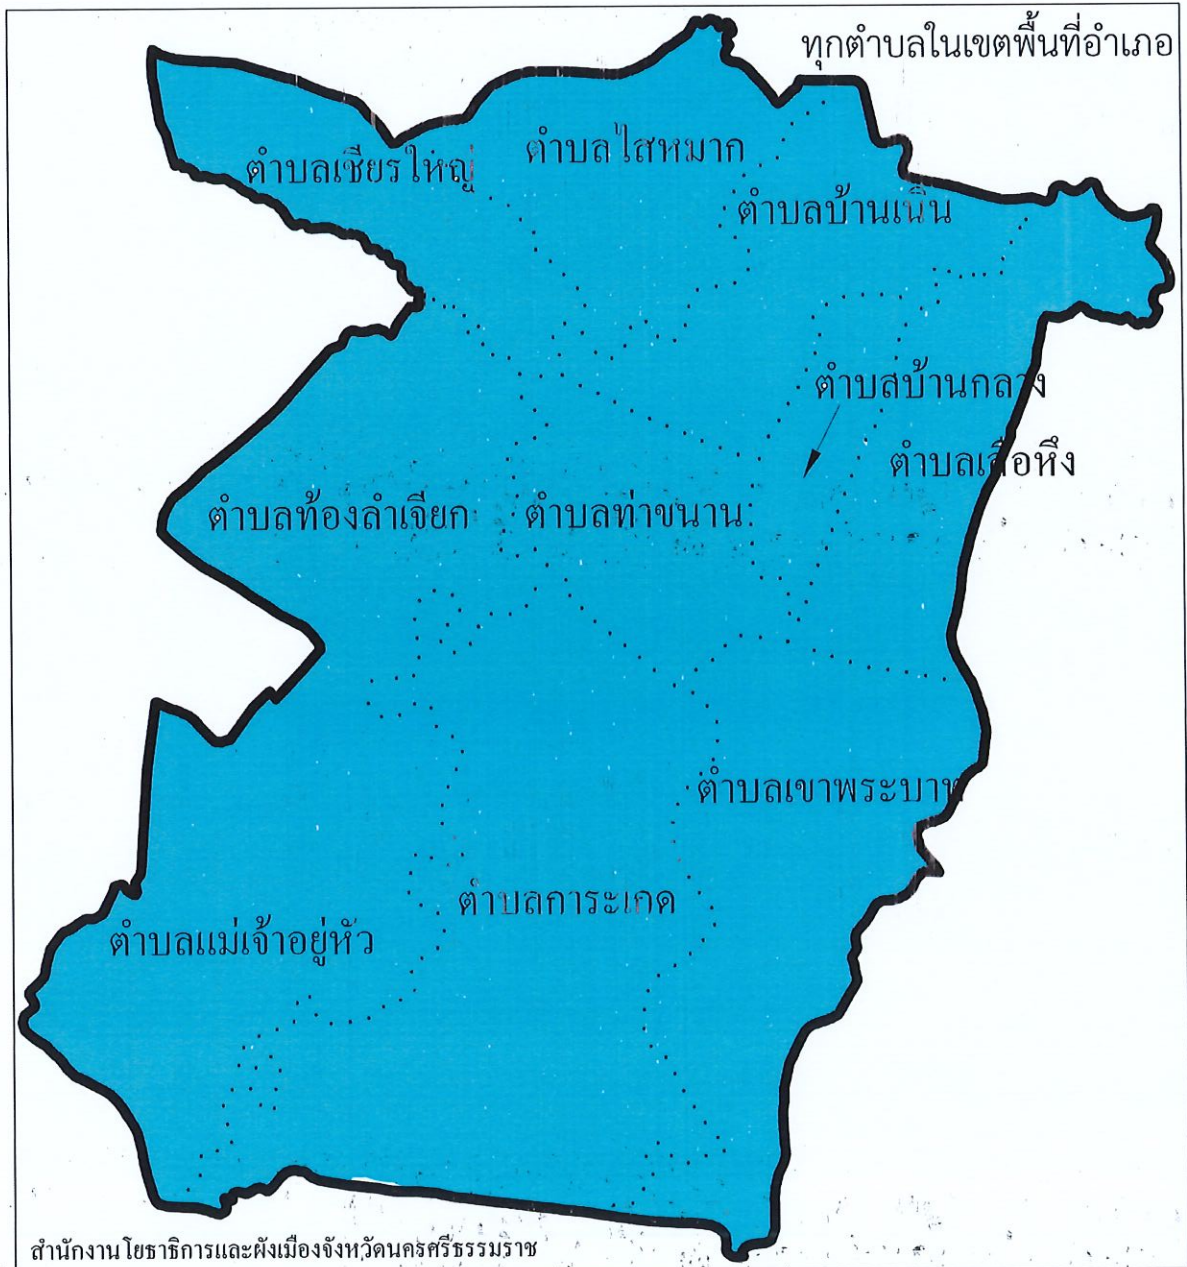 ทุกตำบลในเขตพื้นที่อำเภอ
ตำบลไสหมาก
ตำบลเชียรใหญ่
ตำบลบ้านเนิน
ตำบสบ้านกลาง
ตำบลเสือหึง
ตำบลท้องลำเจียก
ตำบลท่าขนาน
ตำบลเขาพระบาท
ตำบลการะเกด
ตำบลแม่เจ้าอยู่หัว
สำนักงานโยธาธิการและผังเมืองจังหวัดนครศรีธรรมราช